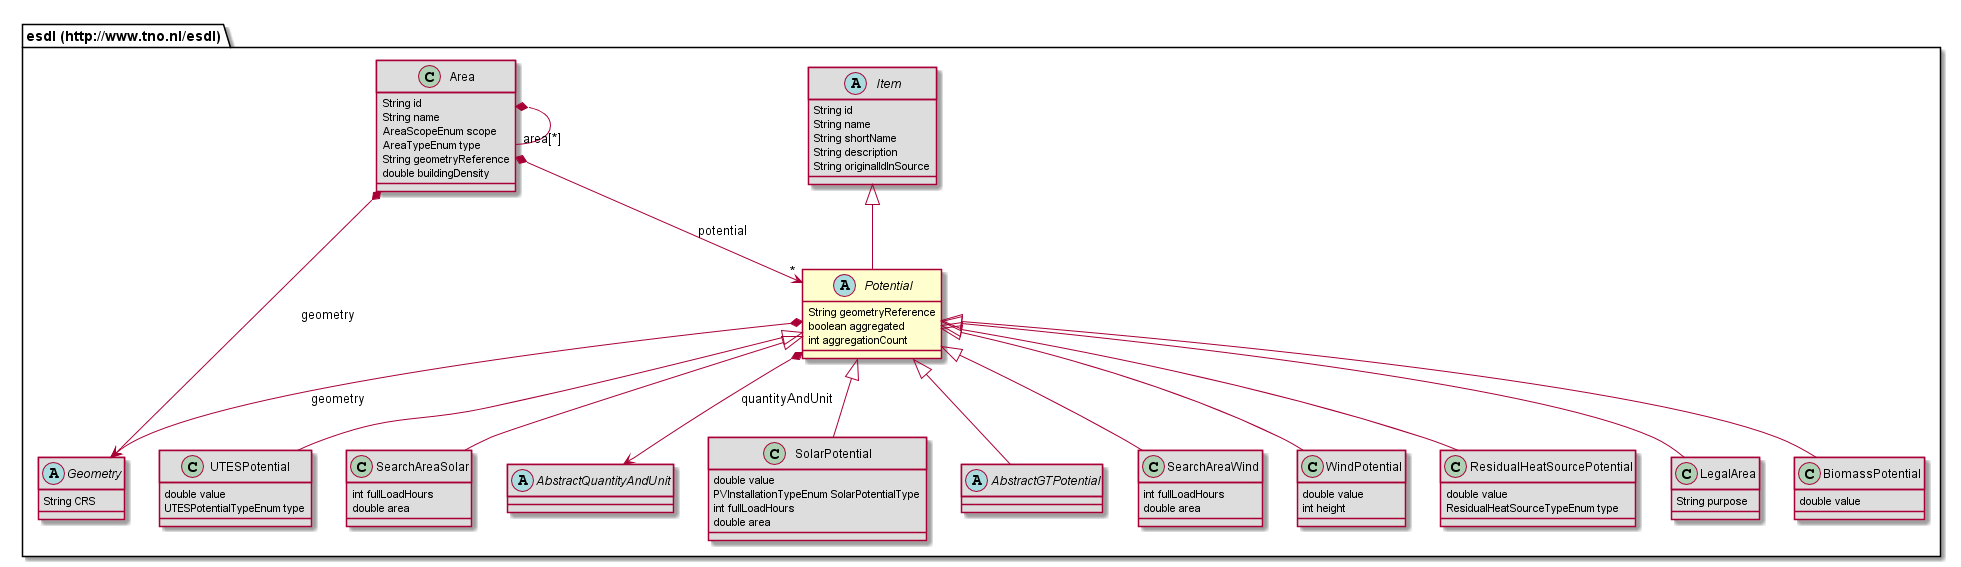 esdl (http://www.tno.nl/esdl)
C Area
String id
String name
AreaScopeEnum scope
AreaTypeEnum type
String geometryReference
double buildingDensity
area[*]
A Item
String id
String name
String shortName
String description
String originalIdInSource
potential
*
A Potential
String geometryReference
boolean aggregated
int aggregationCount
geometry
geometry
quantityAndUnit
A Geometry
String CRS
C UTESPotential
double value
UTESPotentialTypeEnum type
C SearchAreaSolar
int fullLoadHours
double area
A AbstractQuantityAndUnit
C SolarPotential
double value
PVInstallationTypeEnum SolarPotentialType
int fullLoadHours
double area
A AbstractGTPotential
C SearchAreaWind
int fullLoadHours
double area
C WindPotential
double value
int height
C ResidualHeatSourcePotential
double value
ResidualHeatSourceTypeEnum type
C LegalArea
String purpose
C BiomassPotential
double value